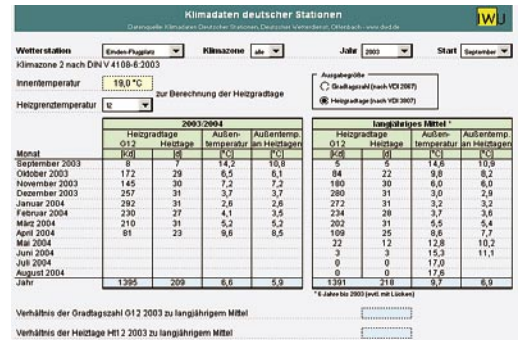 Klimadaten deutscher Stationen
Datenquelle Klimadaten: Deutscher Wetterdienst, Offenbach - www.dwd.de
IWU
Wetterstation Emden-Flugplatz Klimazone alle Jahr 2003 Start September
Klimazone 2 nach DIN V 4108-6:2003
Innentemperatur 19,0 °C
zur Berechnung der Heizgradtage
Heizgrenztemperatur 12
Ausgabegröße
Gradtagszahl (nach VDI 2067)
Heizgradtage (nach VDI 3807)
2003/2004 langjähriges Mittel *
Heizgradtage Außen- Außentemp. Heizgradtage Außen- Außentemp.
G12 Heiztage temperatur an Heiztagen G12 Heiztage temperatur an Heiztagen
Monat [Kd] [d] [°C] [°C] [Kd] [d] [°C] [°C]
September 2003 8 7 14,2 10,8 5 5 14,6 10,9
Oktober 2003 172 29 6,5 6,1 84 22 9,8 8,2
November 2003 145 30 7,2 7,2 180 30 6,0 6,0
Dezember 2003 257 31 3,7 3,7 280 31 3,0 2,9
Januar 2004 292 31 2,6 2,6 272 31 3,2 3,2
Februar 2004 230 27 4,1 3,5 234 28 3,7 3,6
März 2004 210 31 5,2 5,2 202 31 5,5 5,4
April 2004 81 23 9,6 8,5 109 25 8,6 7,7
Mai 2004 22 12 12,8 10,2
Juni 2004 3 3 15,3 11,1
Juli 2004 0 0 17,0
August 2004 0 0 17,6
Jahr 1395 209 6,6 5,9 1391 218 9,7 6,9
* 6 Jahre bis 2003 (evtl. mit Lücken)
Verhältnis der Gradtagszahl G12 2003 zu langjährigem Mittel
Verhältnis der Heiztage Ht12 2003 zu langjährigem Mittel